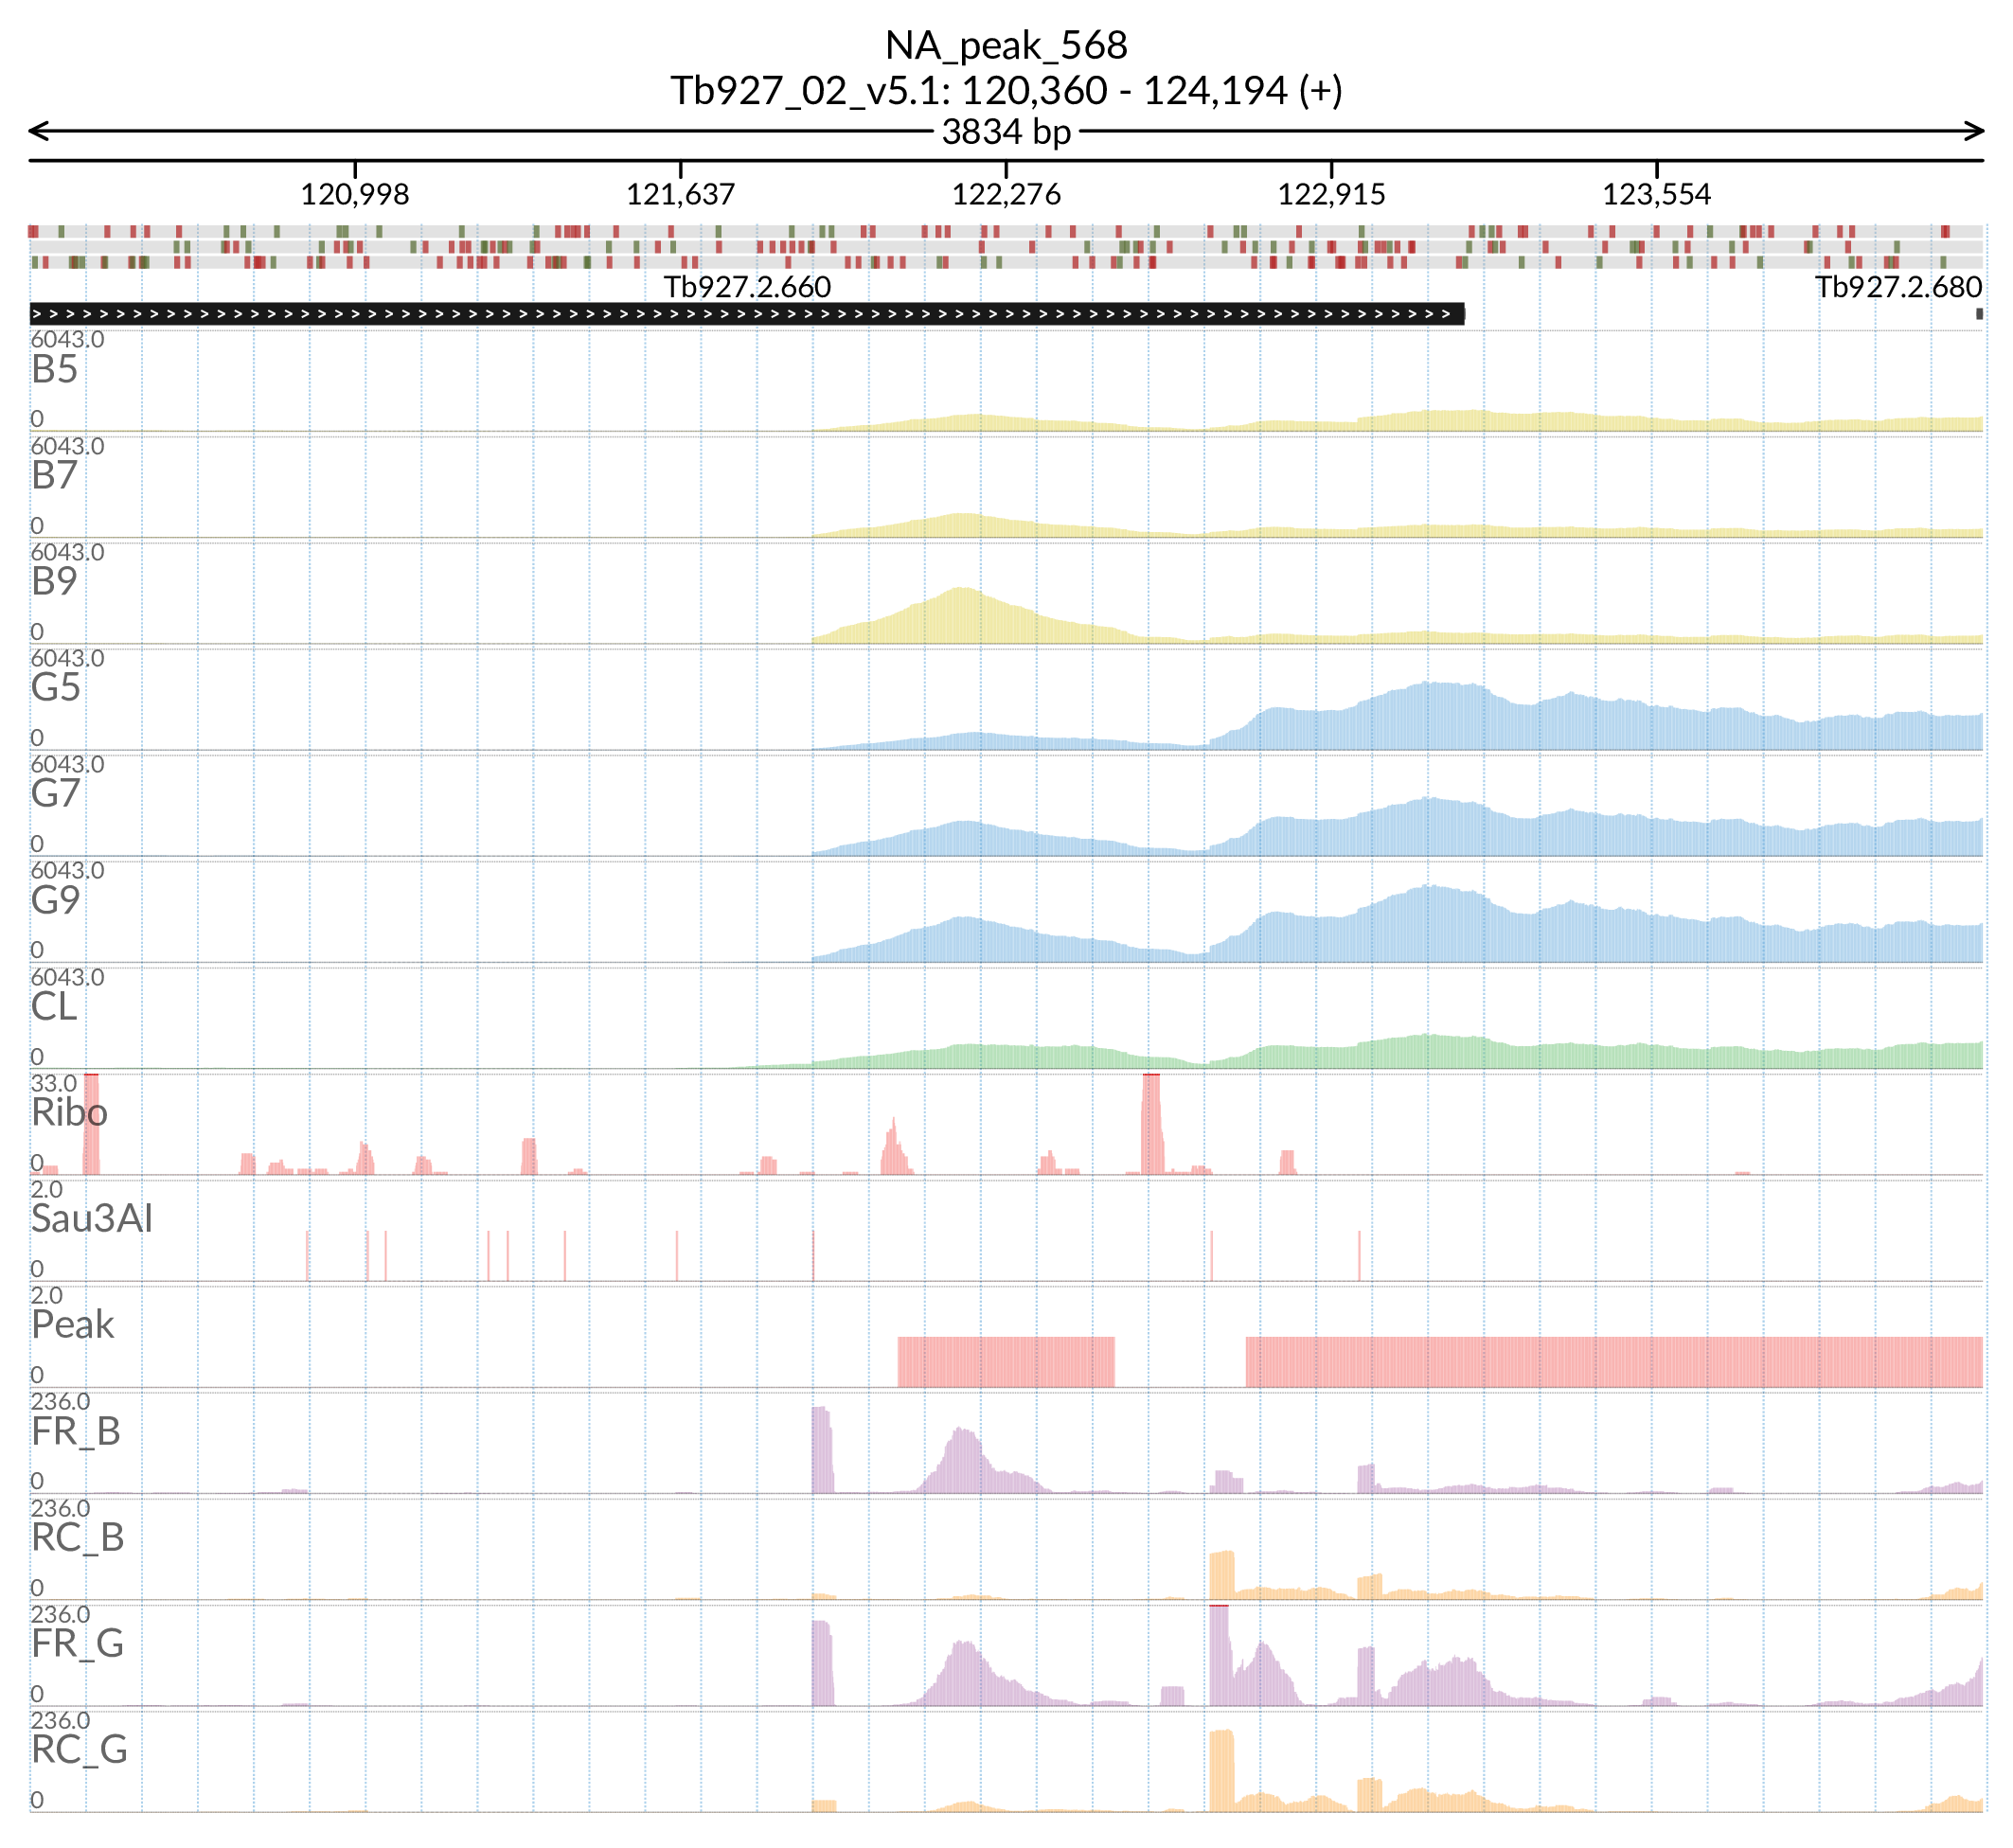 NA_peak_568
Tb927_02_v5.1: 120,360 - 124,194 (+)
3834 bp
120,998 121,637 122,276 122,915 123,554
Tb927.2.660 Tb927.2.680
6043.0
B5
0
6043.0
B7
0
6043.0
B9
0
6043.0
G5
0
6043.0
G7
0
6043.0
G9
0
6043.0
CL
0
33.0
Ribo
0
2.0
Sau3AI
0
2.0
Peak
0
236.0
FR_B
0
236.0
RC_B
0
236.0
FR_G
0
236.0
RC_G
0